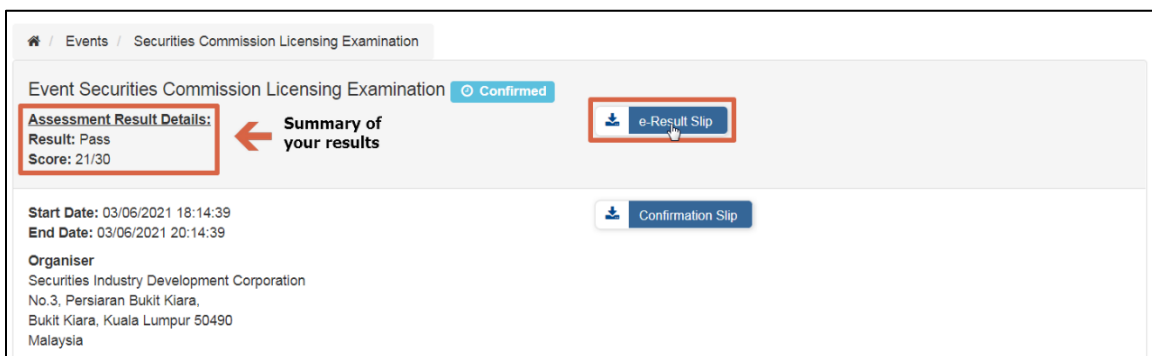 / Events / Securities Commission Licensing Examination
Event Securities Commission Licensing Examination Confirmed
Assessment Result Details:
Result: Pass
Score: 21/30
Summary of
your results
e-Result Slip
Start Date: 03/06/2021 18:14:39
End Date: 03/06/2021 20:14:39
Confirmation Slip
Organiser
Securities Industry Development Corporation
No.3, Persiaran Bukit Kiara,
Bukit Kiara, Kuala Lumpur 50490
Malaysia